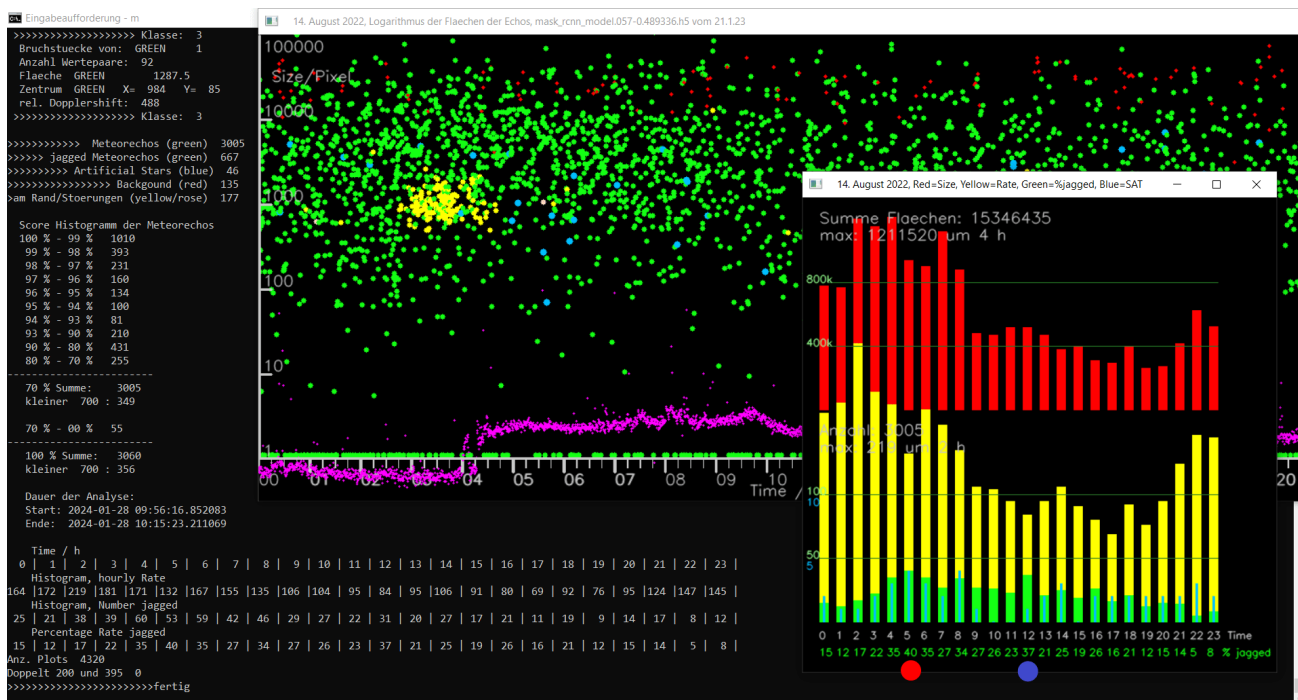 Eingabeaufforderung - m
>>>>>>>>>>>>>>>>>>>> Klasse: 3
Bruchstuecke von: GREEN 1
Anzahl Wertepaare: 92
Flaeche GREEN 1287.5
Zentrum GREEN X= 984 Y= 85
rel. Dopplershift: 488
>>>>>>>>>>>>>>>>>>>> Klasse: 3
>>>>>>>>>>>> Meteorechos (green) 3005
>>>>>> jagged Meteorechos (green) 667
>>>>>>>>>> Artificial Stars (blue) 46
>>>>>>>>>>>>>>>>> Backgound (red) 135
>am Rand/Stoerungen (yellow/rose) 177
Score Histogramm der Meteorechos
100 % - 99 % 1010
99 % - 98 % 393
98 % - 97 % 231
97 % - 96 % 160
96 % - 95 % 134
95 % - 94 % 100
94 % - 93 % 81
93 % - 90 % 210
90 % - 80 % 431
80 % - 70 % 255
------------------------
70 % Summe: 3005
kleiner 700 : 349
70 % - 00 % 55
------------------------
100 % Summe: 3060
kleiner 700 : 356
Dauer der Analyse:
Start: 2024-01-28 09:56:16.852083
Ende: 2024-01-28 10:15:23.211069
Time / h
0 | 1 | 2 | 3 | 4 | 5 | 6 | 7 | 8 | 9 | 10 | 11 | 12 | 13 | 14 | 15 | 16 | 17 | 18 | 19 | 20 | 21 | 22 | 23 |
Histogram, hourly Rate
164 |172 |219 |181 |171 |132 |167 |155 |135 |106 |104 | 95 | 84 | 95 |106 | 91 | 80 | 69 | 92 | 76 | 95 |124 |147 |145 |
Histogram, Number jagged
25 | 21 | 38 | 39 | 60 | 53 | 59 | 42 | 46 | 29 | 27 | 22 | 31 | 20 | 27 | 17 | 21 | 11 | 19 | 9 | 14 | 17 | 8 | 12 |
Percentage Rate jagged
15 | 12 | 17 | 22 | 35 | 40 | 35 | 27 | 34 | 27 | 26 | 23 | 37 | 21 | 25 | 19 | 26 | 16 | 21 | 12 | 15 | 14 | 5 | 8 |
Anz. Plots 4320
Doppelt 200 und 395 0
>>>>>>>>>>>>>>>>>>>>>>>>fertig
14. August 2022, Logarithmus der Flaechen der Echos, mask_rcnn_model.057-0.489336.h5 vom 21.1.23
100000
Size/Pixel
10000
1000
100
10
1
00 01 02 03 04 05 06 07 08 09 10 20
Time /
14. August 2022, Red=Size, Yellow=Rate, Green=%jagged, Blue=SAT
Summe Flaechen: 15346435
max: 1211520 um 4 h
800k
400k
Anzahl: 3005
max: 219 um 2 h
10
10
50
5
0 1 2 3 4 5 6 7 8 9 10 11 12 13 14 15 16 17 18 19 20 21 22 23 Time
15 12 17 22 35 40 35 27 34 27 26 23 37 21 25 19 26 16 21 12 15 14 5 8 % jagged